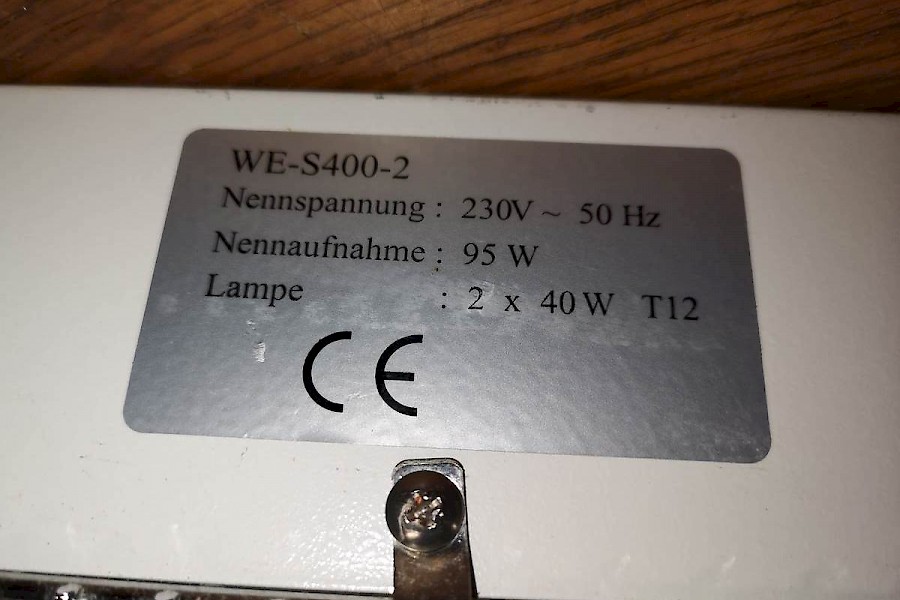 WE-S400-2
Nennspannung : 230V ~ 50 Hz
Nennaufnahme : 95 W
Lampe : 2 x 40 W T12
CE